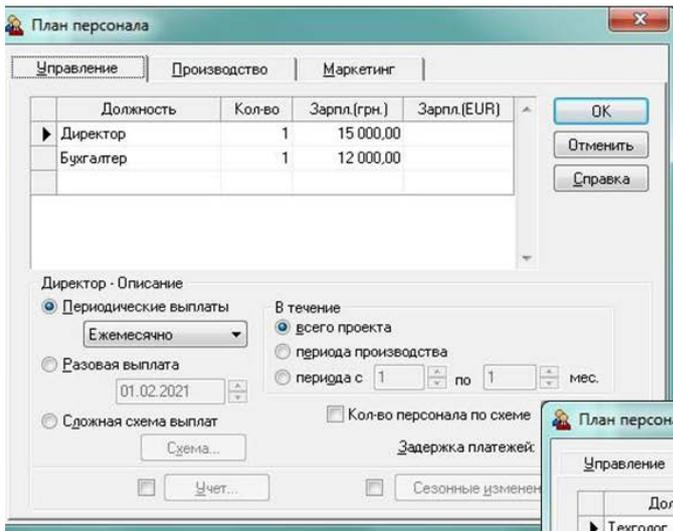 План персонала
Управление Производство Маркетинг
Должность Кол-во Зарпл.(грн.) Зарпл.(EUR)
Директор 1 15 000,00
Бухгалтер 1 12 000,00
ОК
Отменить
Справка
Директор - Описание
Периодические выплаты
Ежемесячно
Разовая выплата
01.02.2021
Сложная схема выплат
Схема...
В течение
всего проекта
периода производства
периода с 1 по 1 мес.
Кол-во персонала по схеме
Задержка платежей:
Учет...
Сезонные изменен
План персон
Управление
Дол
Технолог